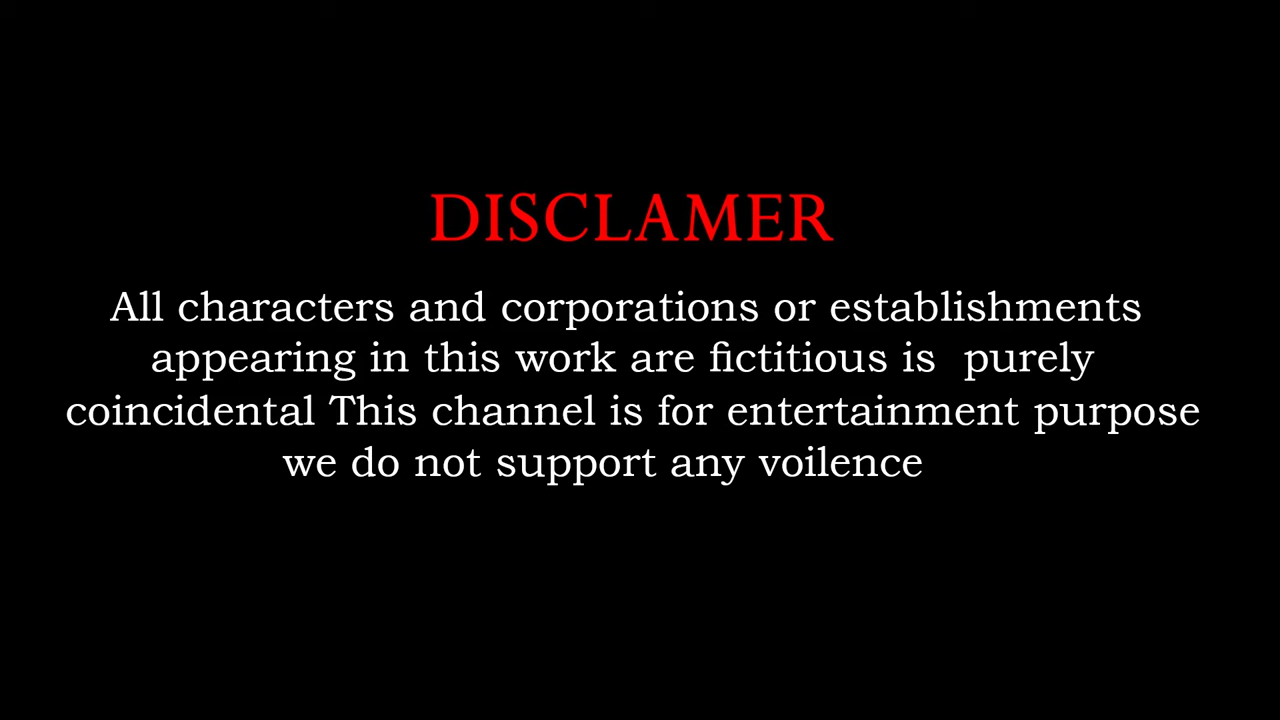 DISCLAMER
All characters and corporations or establishments
appearing in this work are fictitious is  purely
coincidental This channel is for entertainment purpose
we do not support any voilence